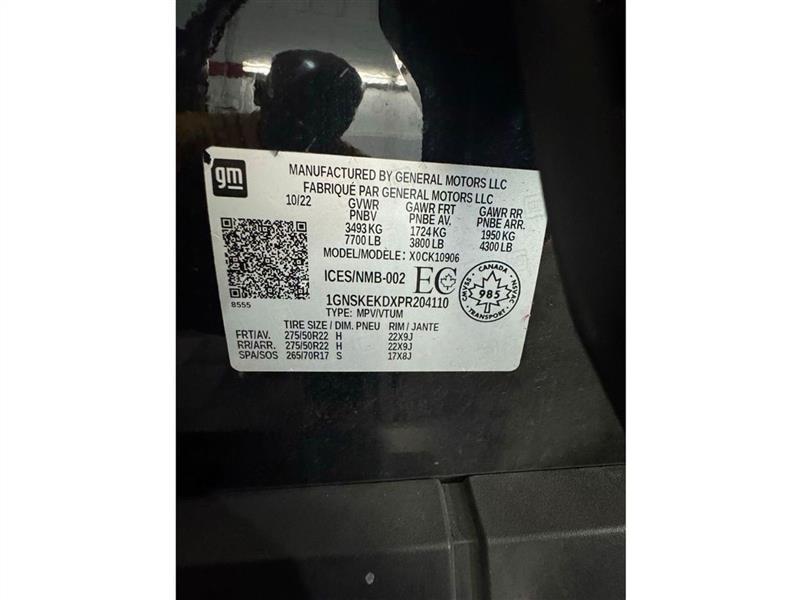 gm
MANUFACTURED BY GENERAL MOTORS LLC
FABRIQUÉ PAR GENERAL MOTORS LLC
10/22 GVWR GAWR FRT GAWR RR
PNBV PNBE AV. PNBE ARR.
3493 KG 1724 KG 1950 KG
7700 LB 3800 LB 4300 LB
MODEL/MODÈLE: X0CK10906
ICES/NMB-002 EC
CANADA
CMVSS 985 NSVAC
TRANSPORT
8555
1GNSKEKDXPR204110
TYPE: MPV/VTUM
TIRE SIZE / DIM. PNEU RIM / JANTE
FRT/AV. 275/50R22 H 22X9J
RR/ARR. 275/50R22 H 22X9J
SPA/SOS 265/70R17 S 17X8J